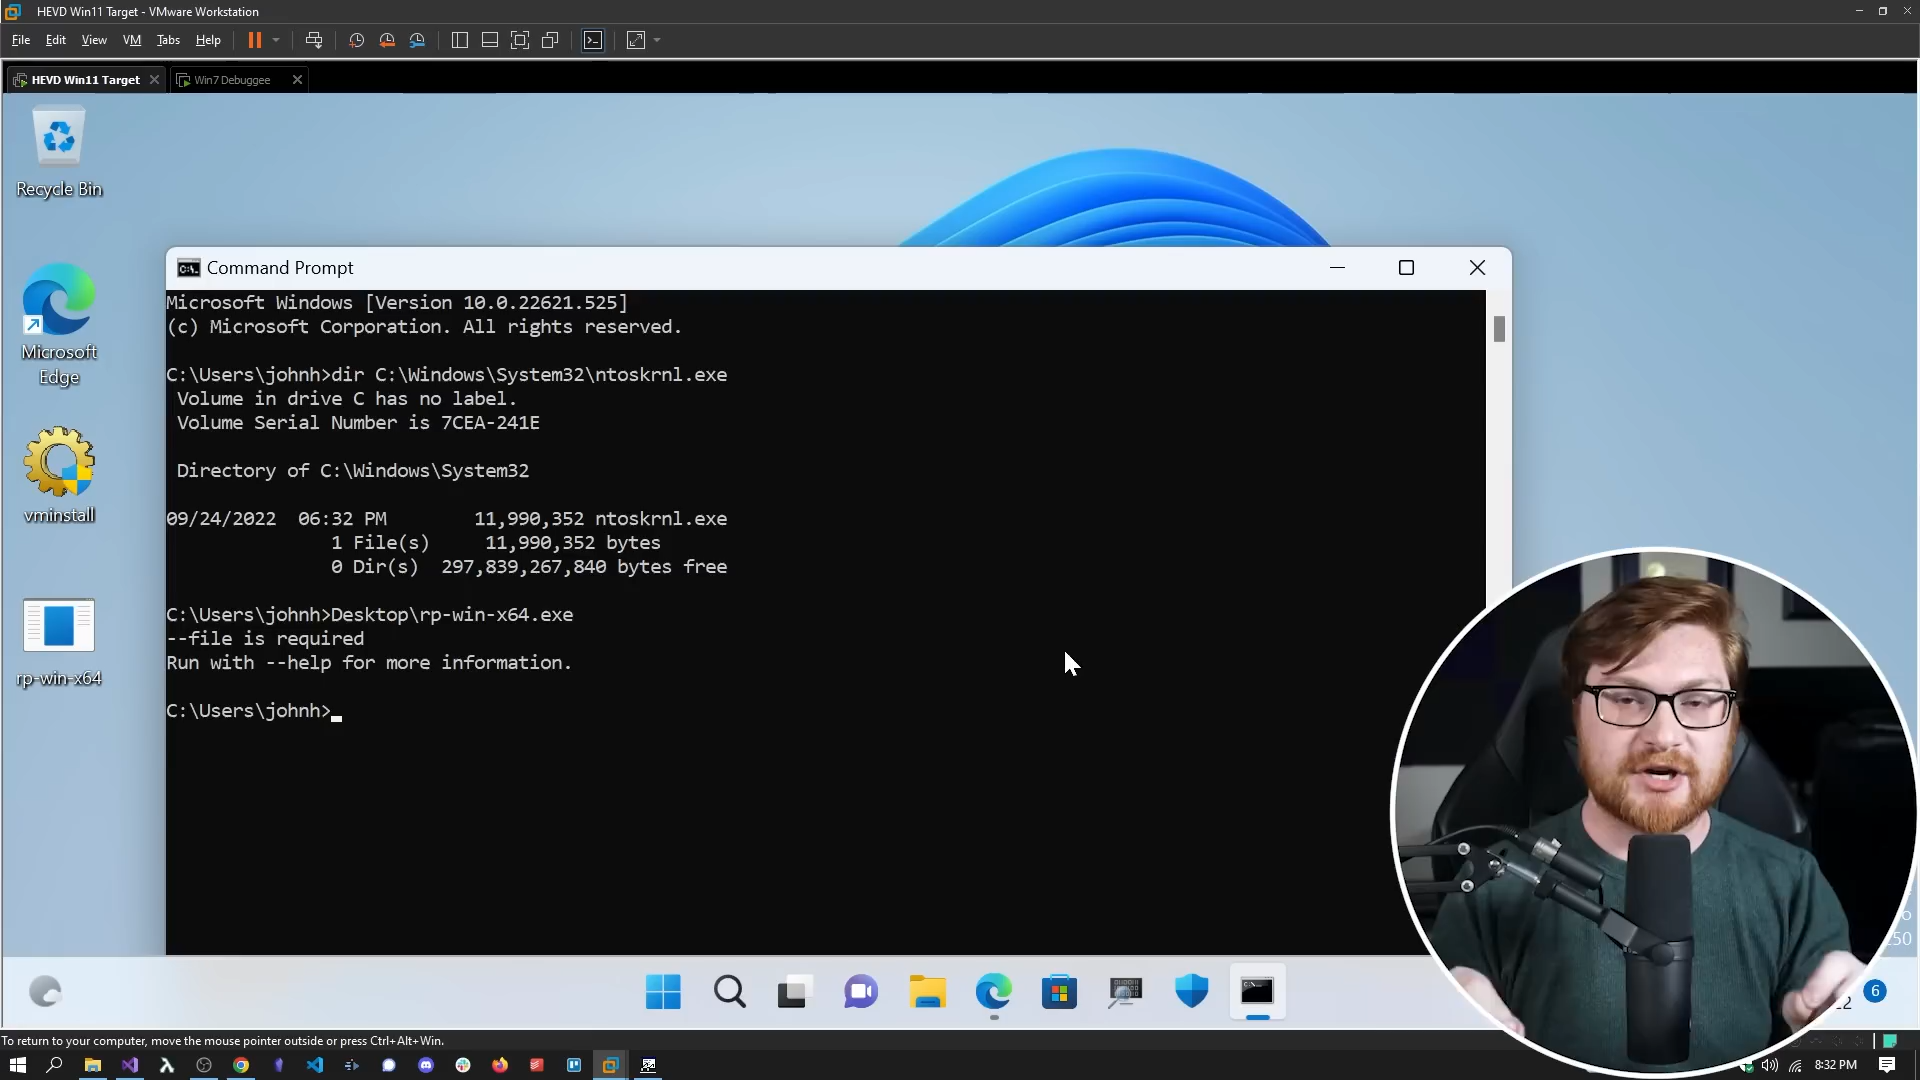 HEVD Win11 Target - VMware Workstation
File Edit View VM Tabs Help
HEVD Win11 Target
Win7 Debuggee
Recycle Bin
Microsoft
Edge
vminstall
rp-win-x64
Command Prompt
Microsoft Windows [Version 10.0.22621.525]
(c) Microsoft Corporation. All rights reserved.
C:\Users\johnh>dir C:\Windows\System32\ntoskrnl.exe
Volume in drive C has no label.
Volume Serial Number is 7CEA-241E
Directory of C:\Windows\System32
09/24/2022 06:32 PM 11,990,352 ntoskrnl.exe
1 File(s) 11,990,352 bytes
0 Dir(s) 297,839,267,840 bytes free
C:\Users\johnh>Desktop\rp-win-x64.exe
--file is required
Run with --help for more information.
C:\Users\johnh>
6
To return to your computer, move the mouse pointer outside or press Ctrl+Alt+Win.
8:32 PM